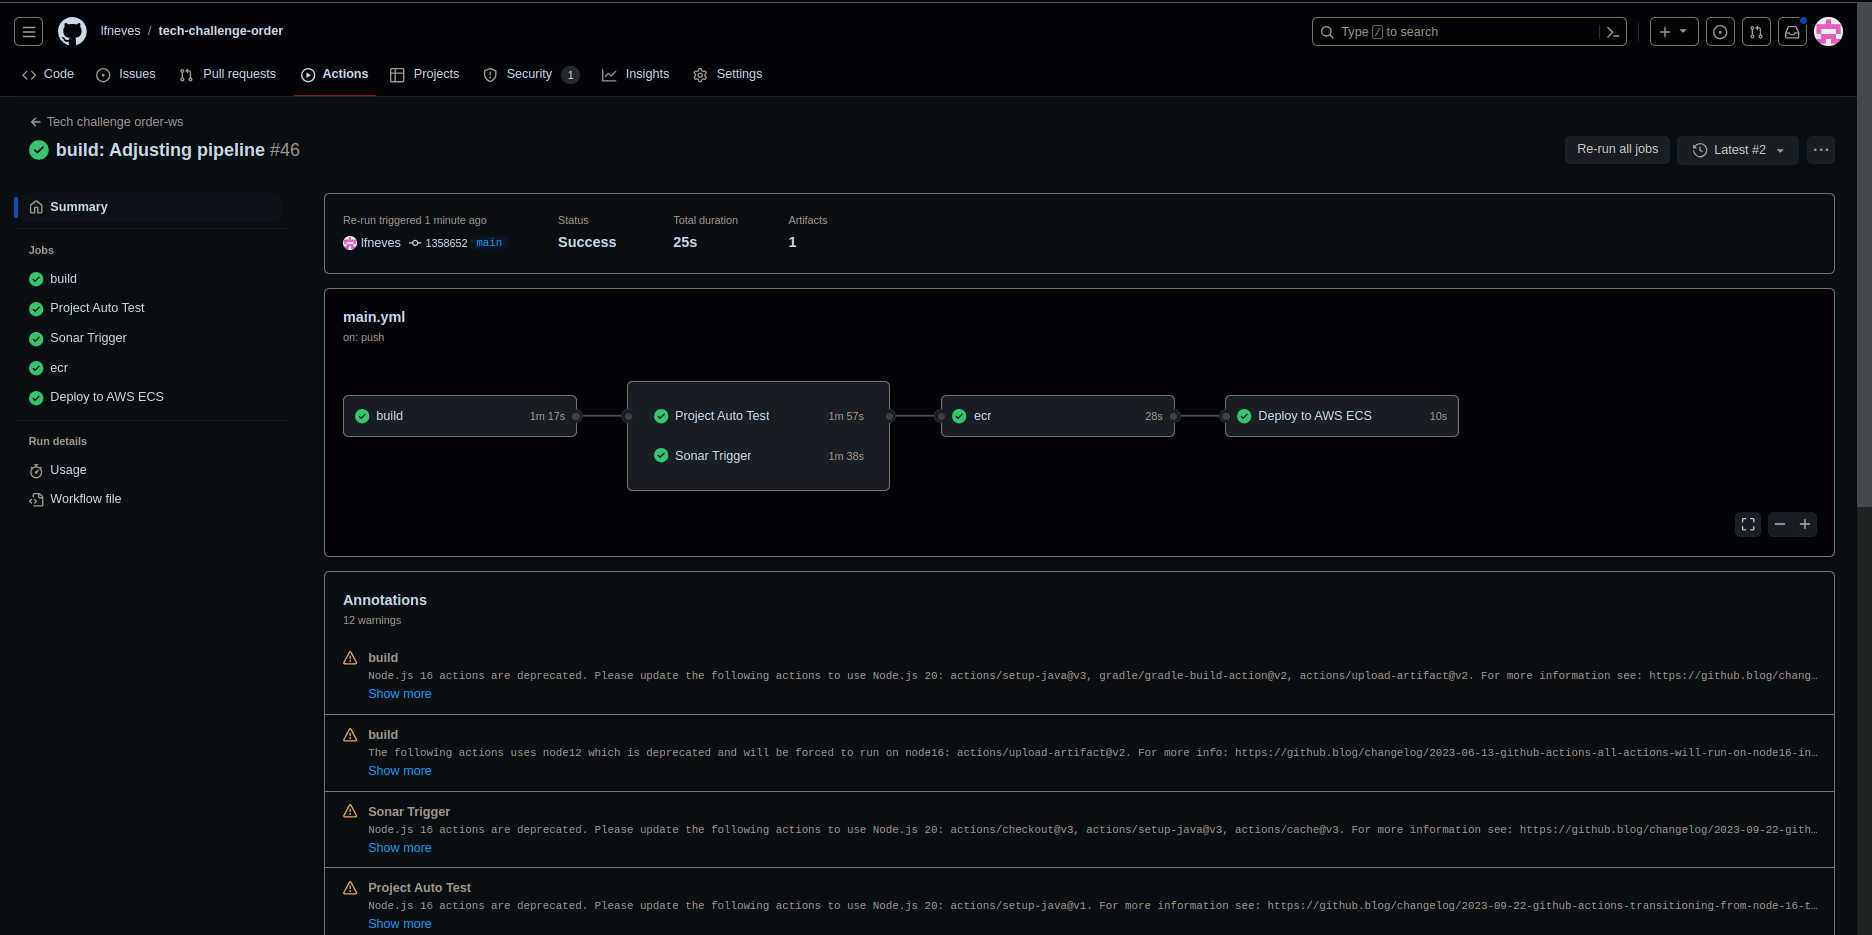 lfneves / tech-challenge-order
Type / to search
Code Issues Pull requests Actions Projects Security 1 Insights Settings
Tech challenge order-ws
build: Adjusting pipeline #46
Re-run all jobs Latest #2
Summary
Jobs
build
Project Auto Test
Sonar Trigger
ecr
Deploy to AWS ECS
Run details
Usage
Workflow file
Re-run triggered 1 minute ago Status Total duration Artifacts
lfneves 1358652 main Success 25s 1
main.yml
on: push
build 1m 17s
Project Auto Test 1m 57s
Sonar Trigger 1m 38s
ecr 28s
Deploy to AWS ECS 10s
Annotations
12 warnings
build
Node.js 16 actions are deprecated. Please update the following actions to use Node.js 20: actions/setup-java@v3, gradle/gradle-build-action@v2, actions/upload-artifact@v2. For more information see: https://github.blog/chang…
Show more
build
The following actions uses node12 which is deprecated and will be forced to run on node16: actions/upload-artifact@v2. For more info: https://github.blog/changelog/2023-06-13-github-actions-all-actions-will-run-on-node16-in…
Show more
Sonar Trigger
Node.js 16 actions are deprecated. Please update the following actions to use Node.js 20: actions/checkout@v3, actions/setup-java@v3, actions/cache@v3. For more information see: https://github.blog/changelog/2023-09-22-gith…
Show more
Project Auto Test
Node.js 16 actions are deprecated. Please update the following actions to use Node.js 20: actions/setup-java@v1. For more information see: https://github.blog/changelog/2023-09-22-github-actions-transitioning-from-node-16-t…
Show more